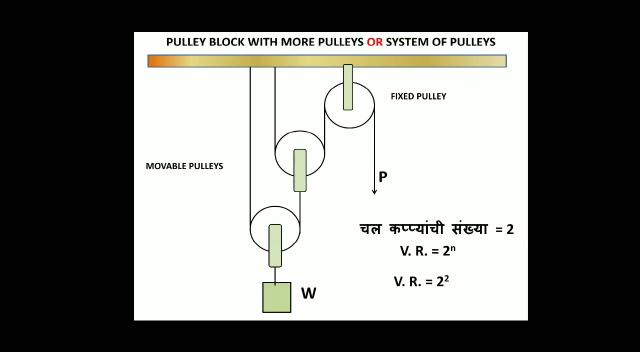 PULLEY BLOCK WITH MORE PULLEYS OR SYSTEM OF PULLEYS
FIXED PULLEY
MOVABLE PULLEYS
P
चल कप्प्यांची संख्या = 2
V. R. = 2ⁿ
V. R. = 2²
W